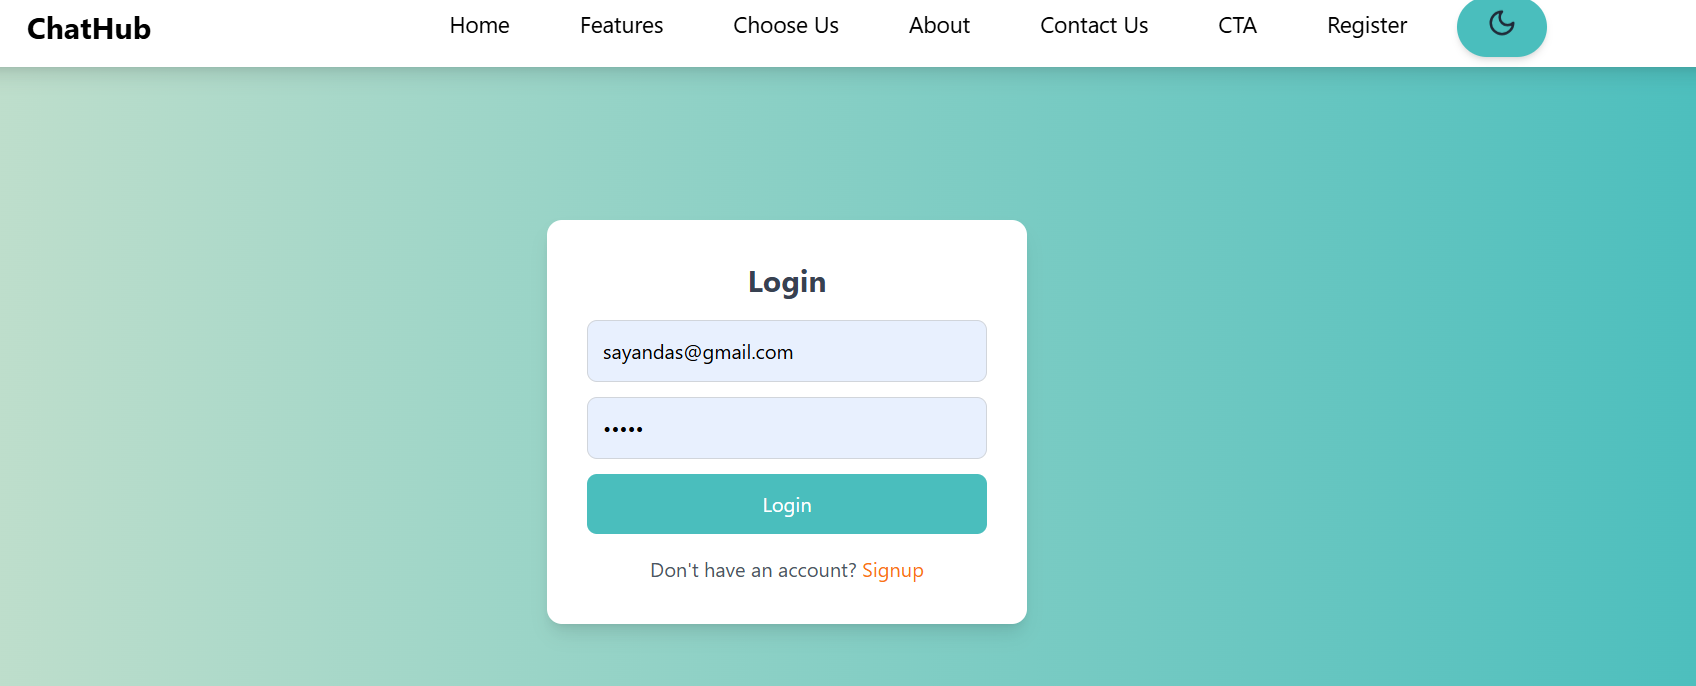 ChatHub Home Features Choose Us About Contact Us CTA Register
Login
sayandas@gmail.com
•••••
Login
Don't have an account? Signup